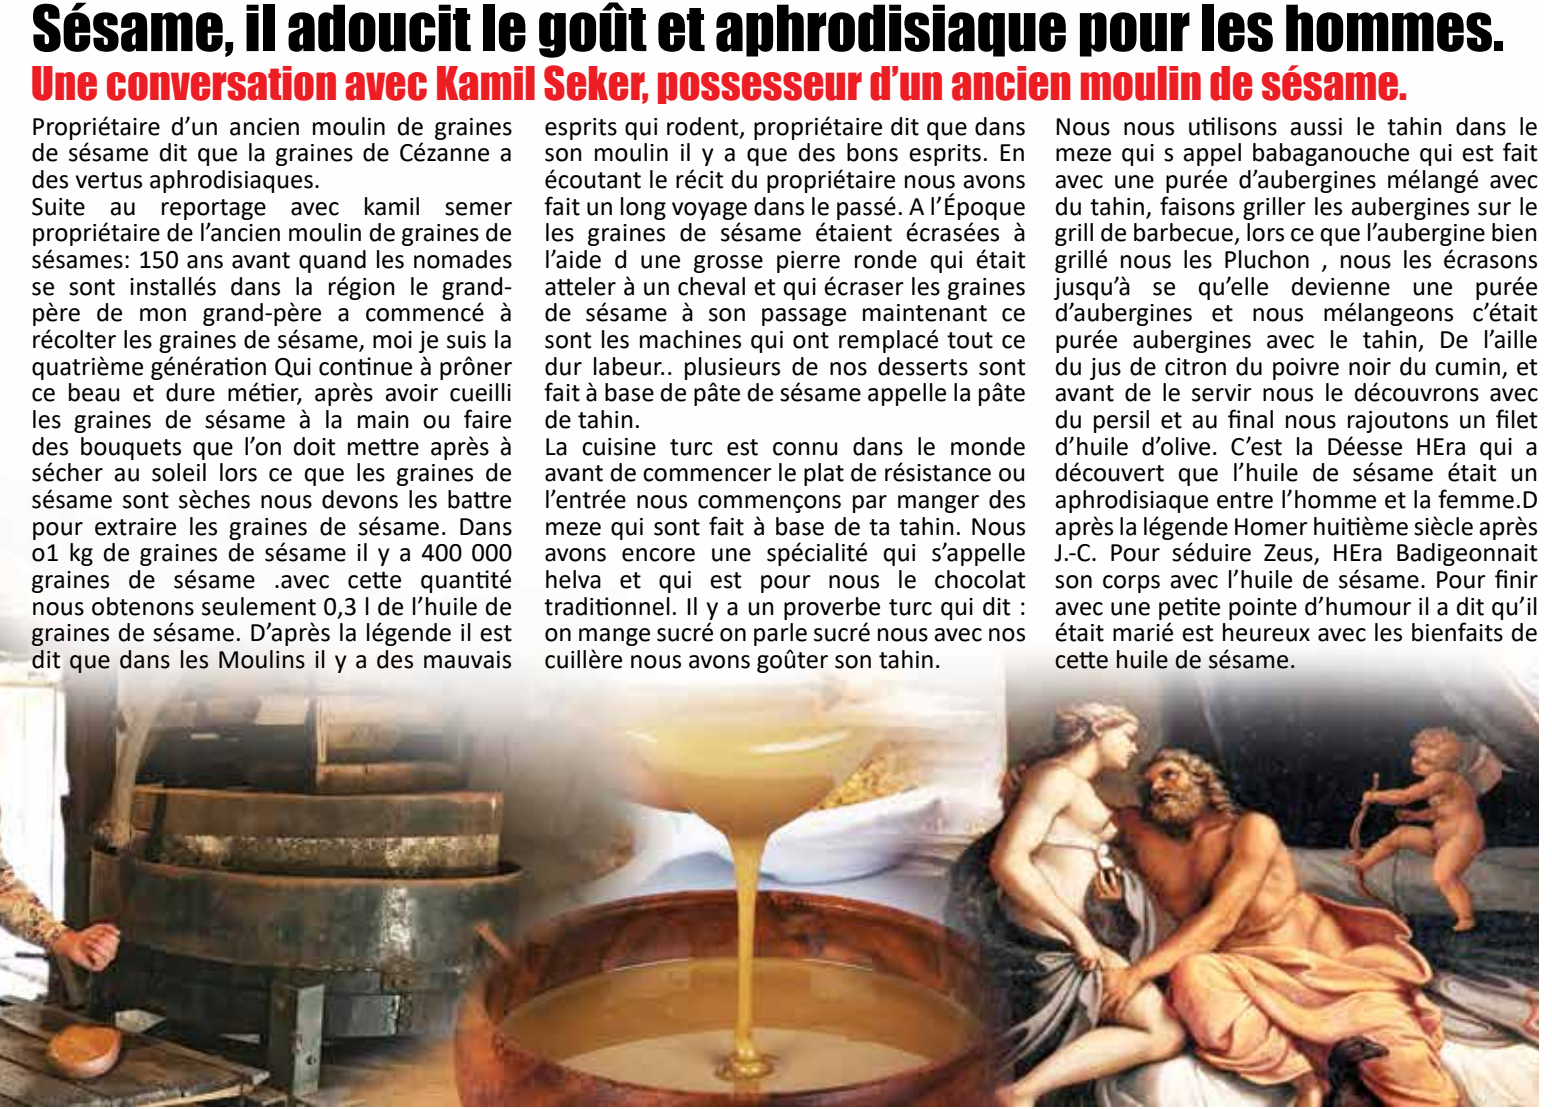 Sésame, il adoucit le goût et aphrodisiaque pour les hommes.
Une conversation avec Kamil Seker, possesseur d'un ancien moulin de sésame.
Propriétaire d'un ancien moulin de graines
de sésame dit que la graines de Cézanne a
des vertus aphrodisiaques.
Suite au reportage avec kamil semer
propriétaire de l'ancien moulin de graines de
sésames: 150 ans avant quand les nomades
se sont installés dans la région le grand-
père de mon grand-père a commencé à
récolter les graines de sésame, moi je suis la
quatrième génération Qui continue à prôner
ce beau et dure métier, après avoir cueilli
les graines de sésame à la main ou faire
des bouquets que l'on doit mettre après à
sécher au soleil lors ce que les graines de
sésame sont sèches nous devons les battre
pour extraire les graines de sésame. Dans
o1 kg de graines de sésame il y a 400 000
graines de sésame .avec cette quantité
nous obtenons seulement 0,3 l de l'huile de
graines de sésame. D'après la légende il est
dit que dans les Moulins il y a des mauvais
esprits qui rodent, propriétaire dit que dans
son moulin il y a que des bons esprits. En
écoutant le récit du propriétaire nous avons
fait un long voyage dans le passé. A l'Époque
les graines de sésame étaient écrasées à
l'aide d une grosse pierre ronde qui était
atteler à un cheval et qui écraser les graines
de sésame à son passage maintenant ce
sont les machines qui ont remplacé tout ce
dur labeur.. plusieurs de nos desserts sont
fait à base de pâte de sésame appelle la pâte
de tahin.
La cuisine turc est connu dans le monde
avant de commencer le plat de résistance ou
l'entrée nous commençons par manger des
meze qui sont fait à base de ta tahin. Nous
avons encore une spécialité qui s'appelle
helva et qui est pour nous le chocolat
traditionnel. Il y a un proverbe turc qui dit :
on mange sucré on parle sucré nous avec nos
cuillère nous avons goûter son tahin.
Nous nous utilisons aussi le tahin dans le
meze qui s appel babaganouche qui est fait
avec une purée d'aubergines mélangé avec
du tahin, faisons griller les aubergines sur le
grill de barbecue, lors ce que l'aubergine bien
grillé nous les Pluchon , nous les écrasons
jusqu'à se qu'elle devienne une purée
d'aubergines et nous mélangeons c'était
purée aubergines avec le tahin, De l'aille
du jus de citron du poivre noir du cumin, et
avant de le servir nous le découvrons avec
du persil et au final nous rajoutons un filet
d'huile d'olive. C'est la Déesse HEra qui a
découvert que l'huile de sésame était un
aphrodisiaque entre l'homme et la femme.D
après la légende Homer huitième siècle après
J.-C. Pour séduire Zeus, HEra Badigeonnait
son corps avec l'huile de sésame. Pour finir
avec une petite pointe d'humour il a dit qu'il
était marié est heureux avec les bienfaits de
cette huile de sésame.